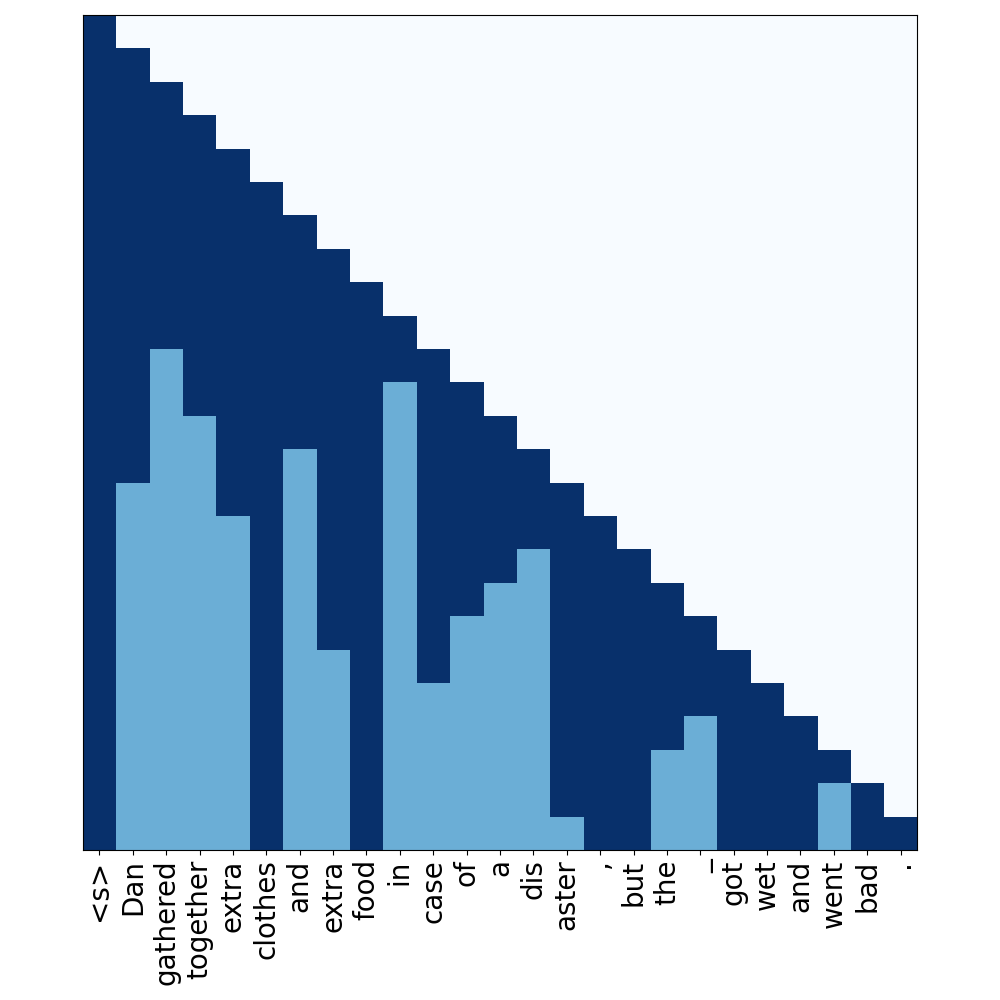 <s> Dan gathered together extra clothes and extra food in case of a dis aster , but the _ got wet and went bad .